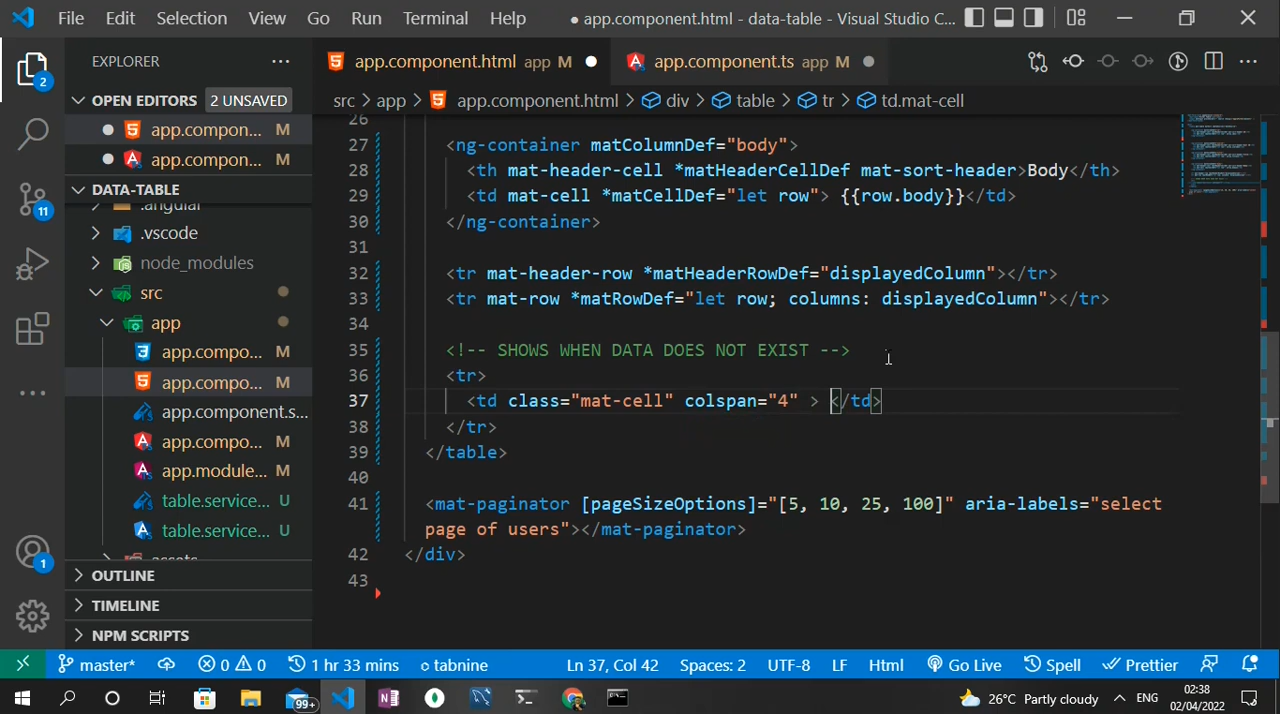 File Edit Selection View Go Run Terminal Help
● app.component.html - data-table - Visual Studio C...
EXPLORER
app.component.html app M
app.component.ts app M
OPEN EDITORS 2 UNSAVED
src > app > app.component.html > div > table > tr > td.mat-cell
app.compon... M
app.compon... M
DATA-TABLE
.angular
.vscode
node_modules
src
app
app.compo... M
app.compo... M
app.component.s...
app.compo... M
app.module... M
table.service... U
table.service... U
assets
OUTLINE
TIMELINE
NPM SCRIPTS
2
11
1
26
27 <ng-container matColumnDef="body">
28 <th mat-header-cell *matHeaderCellDef mat-sort-header>Body</th>
29 <td mat-cell *matCellDef="let row"> {{row.body}}</td>
30 </ng-container>
31
32 <tr mat-header-row *matHeaderRowDef="displayedColumn"></tr>
33 <tr mat-row *matRowDef="let row; columns: displayedColumn"></tr>
34
35 <!-- SHOWS WHEN DATA DOES NOT EXIST -->
36 <tr>
37 <td class="mat-cell" colspan="4" > </td>
38 </tr>
39 </table>
40
41 <mat-paginator [pageSizeOptions]="[5, 10, 25, 100]" aria-labels="select
page of users"></mat-paginator>
42 </div>
43
master* 0 0 1 hr 33 mins tabnine Ln 37, Col 42 Spaces: 2 UTF-8 LF Html Go Live Spell Prettier
99+ 26°C Partly cloudy ENG 02:38
02/04/2022